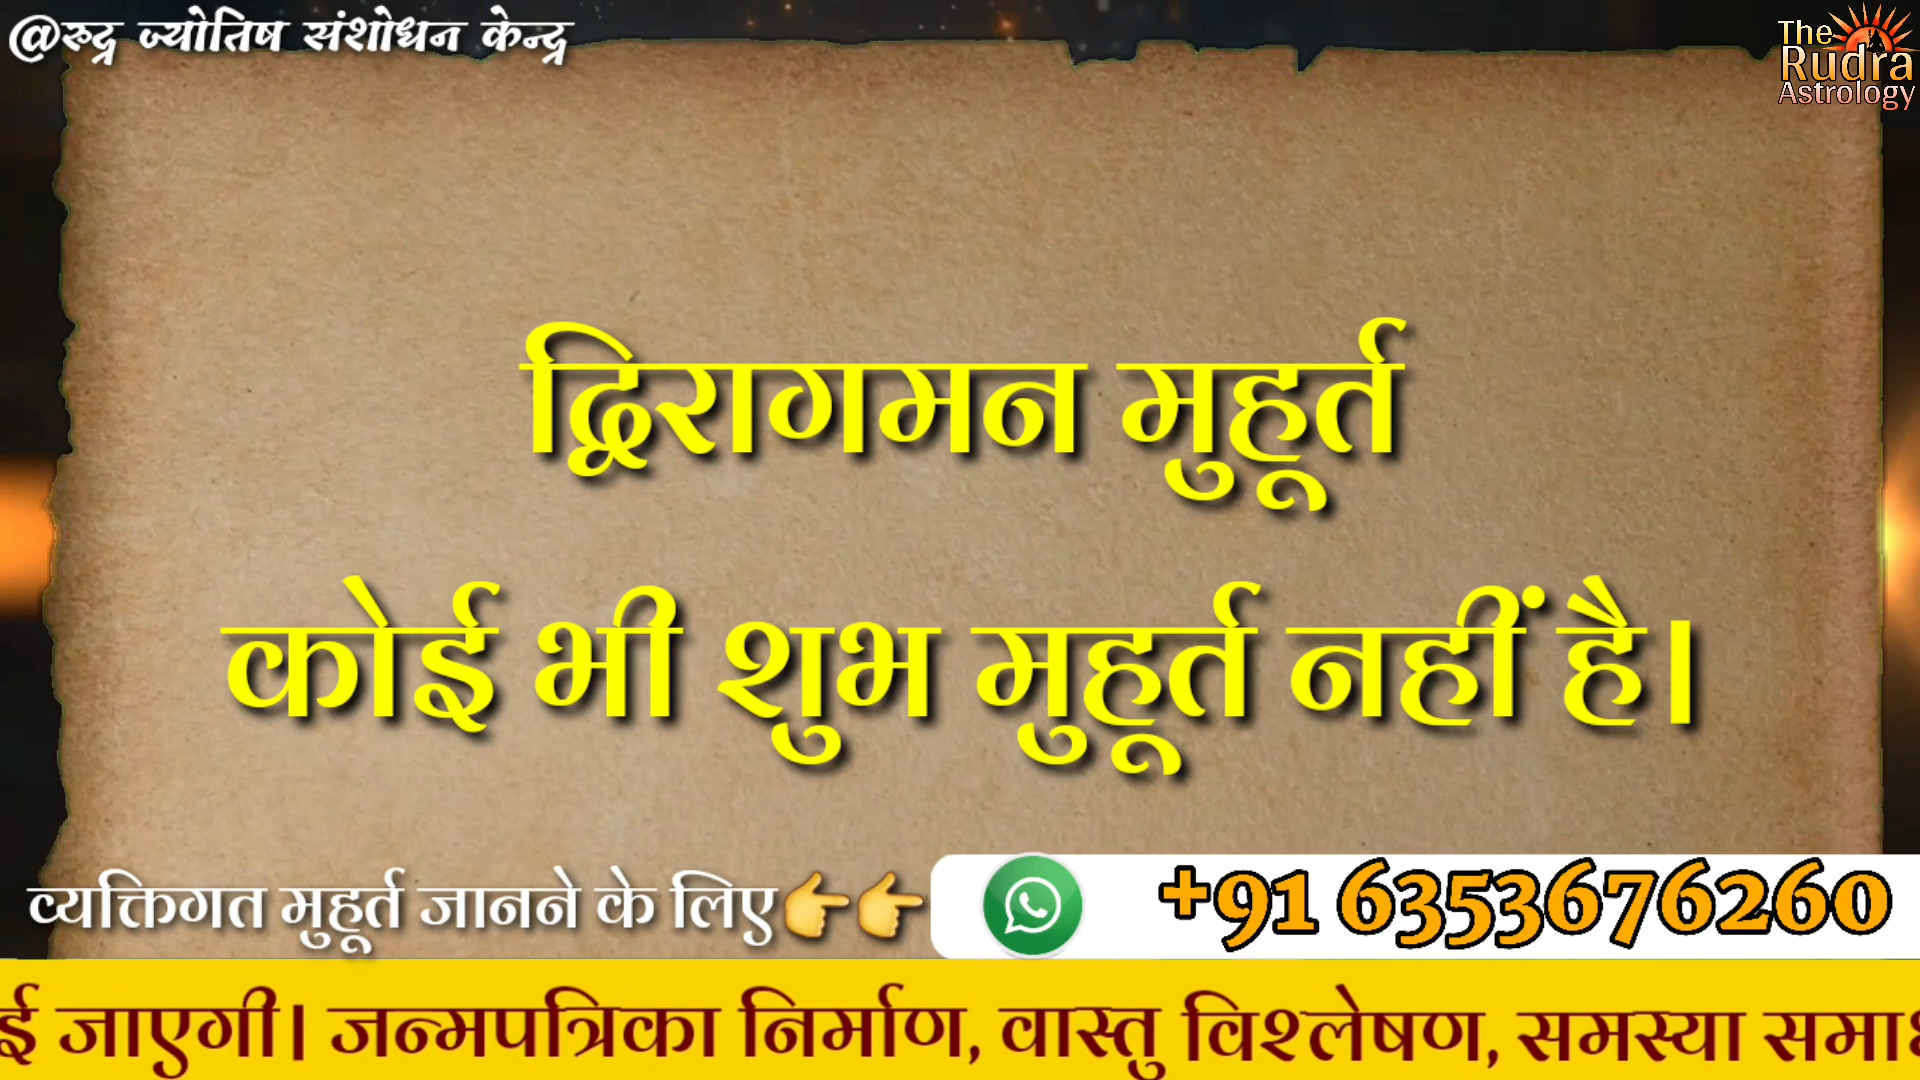 @रुद्र ज्योतिष संशोधन केन्द्र
The
Rudra
Astrology
द्विरागमन मुहूर्त
कोई भी शुभ मुहूर्त नहीं है।
व्यक्तिगत मुहूर्त जानने के लिए👉👉 +91 6353676260
ई जाएगी। जन्मपत्रिका निर्माण, वास्तु विश्लेषण, समस्या